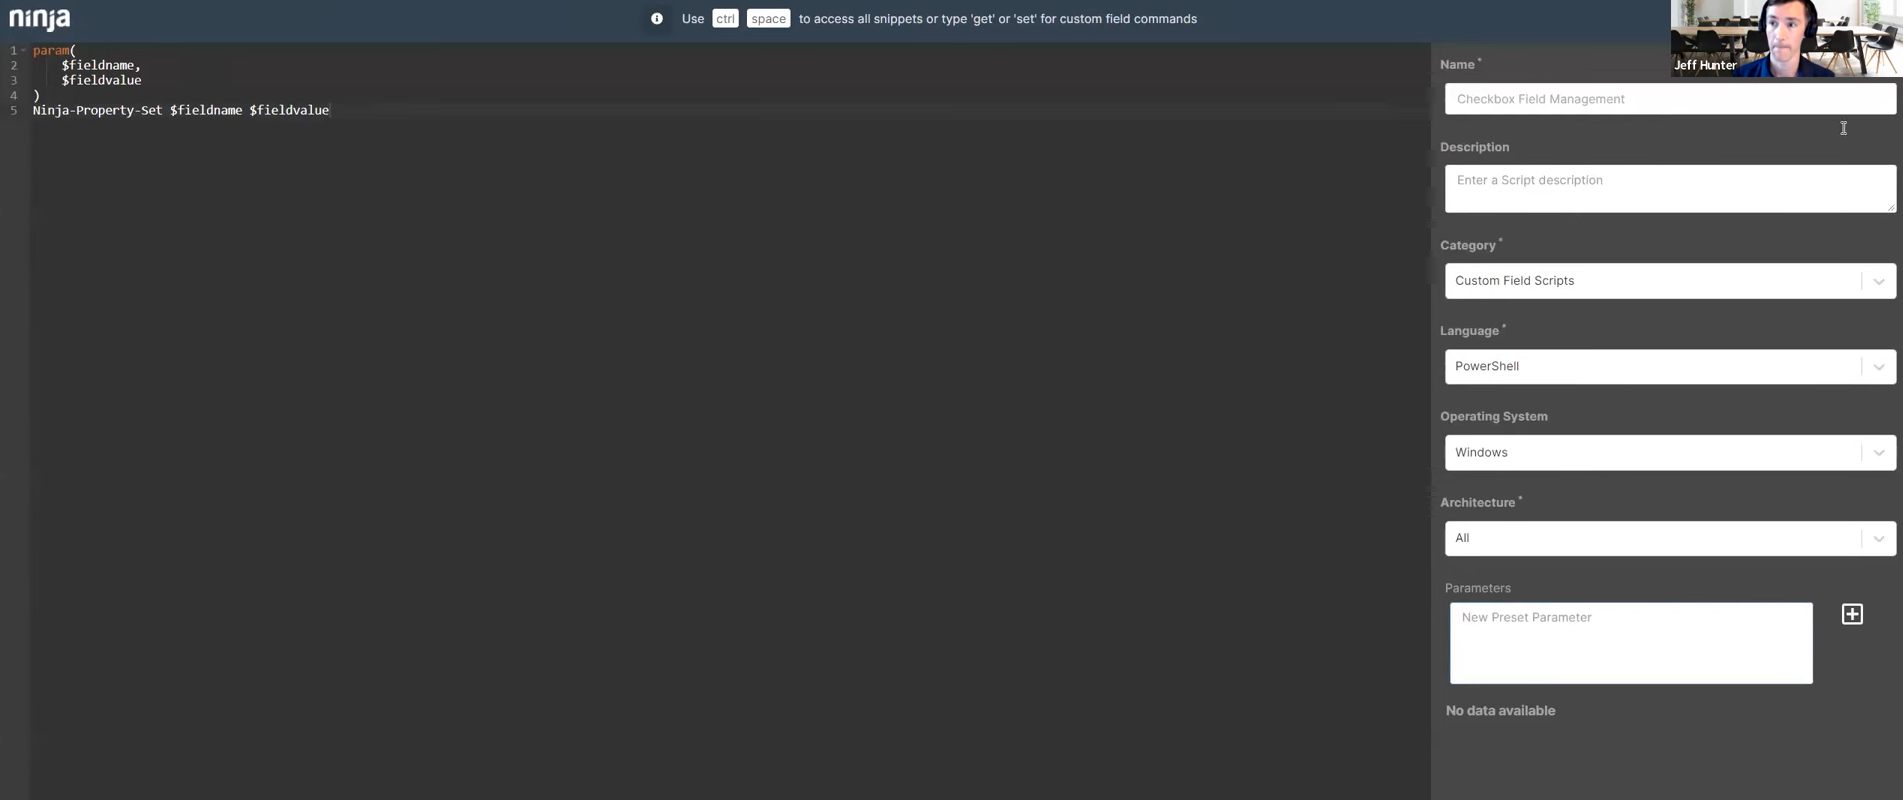 ninja
Use ctrl space to access all snippets or type 'get' or 'set' for custom field commands
Jeff Hunter
1 param(
2 $fieldname,
3 $fieldvalue
4 )
5 Ninja-Property-Set $fieldname $fieldvalue
Name *
Checkbox Field Management
Description
Enter a Script description
Category *
Custom Field Scripts
Language *
PowerShell
Operating System
Windows
Architecture *
All
Parameters
New Preset Parameter
No data available